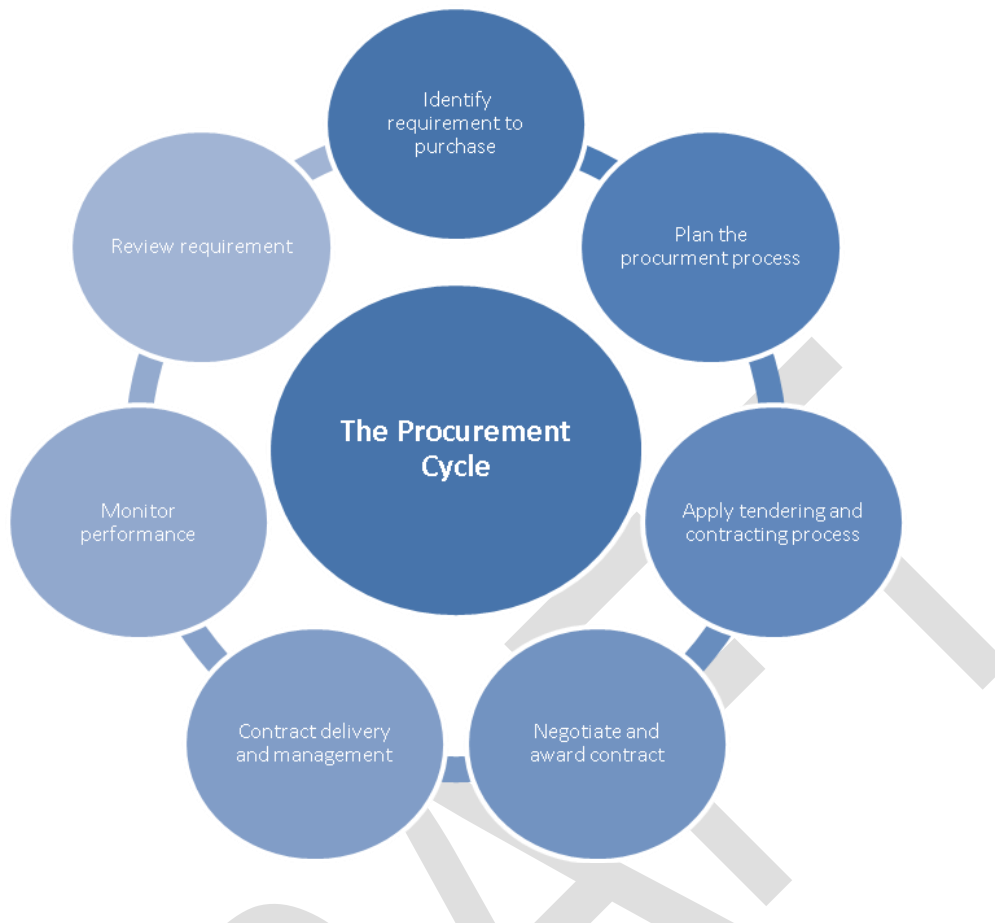 Identify
requirement to
purchase
Plan the
procurment process
Apply tendering and
contracting process
Negotiate and
award contract
Contract delivery
and management
Monitor
performance
Review requirement
The Procurement
Cycle